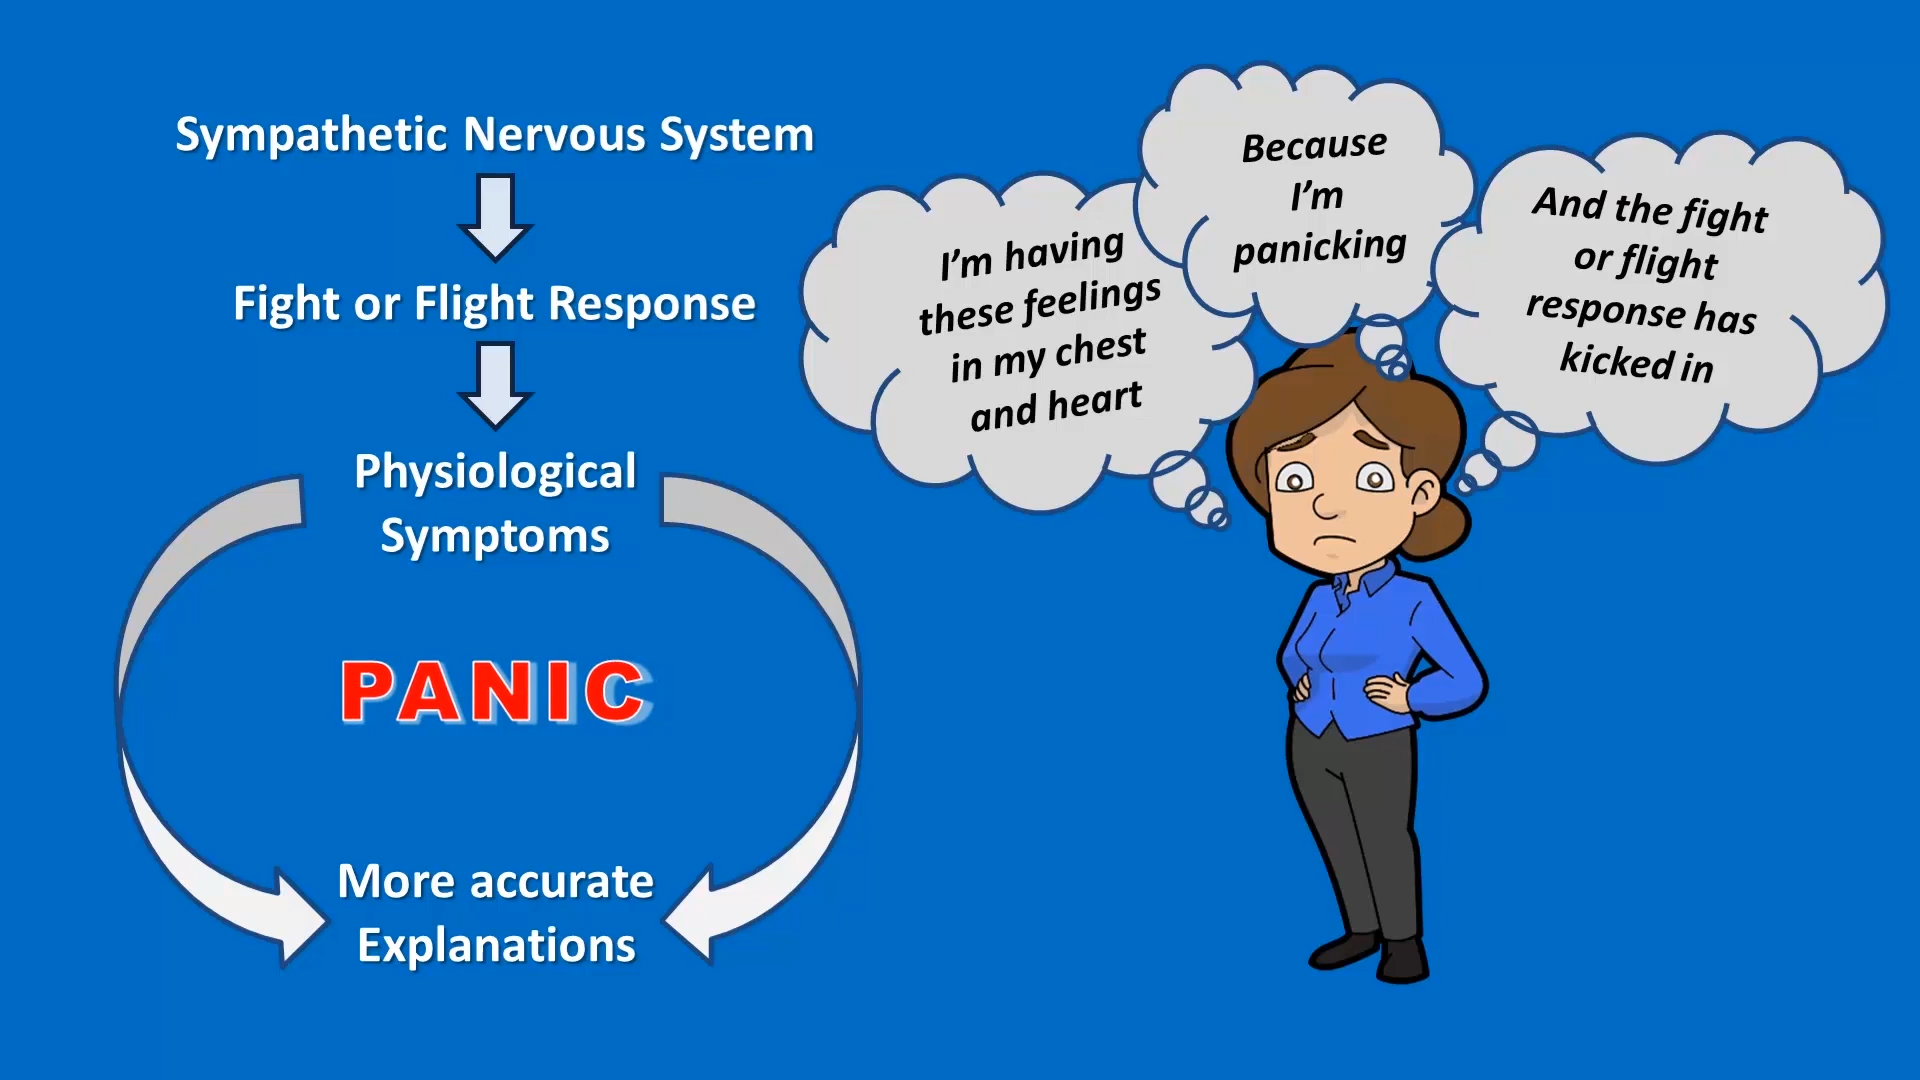 Sympathetic Nervous System
Fight or Flight Response
Physiological
Symptoms
PANIC
More accurate
Explanations
I'm having
these feelings
in my chest
and heart
Because
I'm
panicking
And the fight
or flight
response has
kicked in